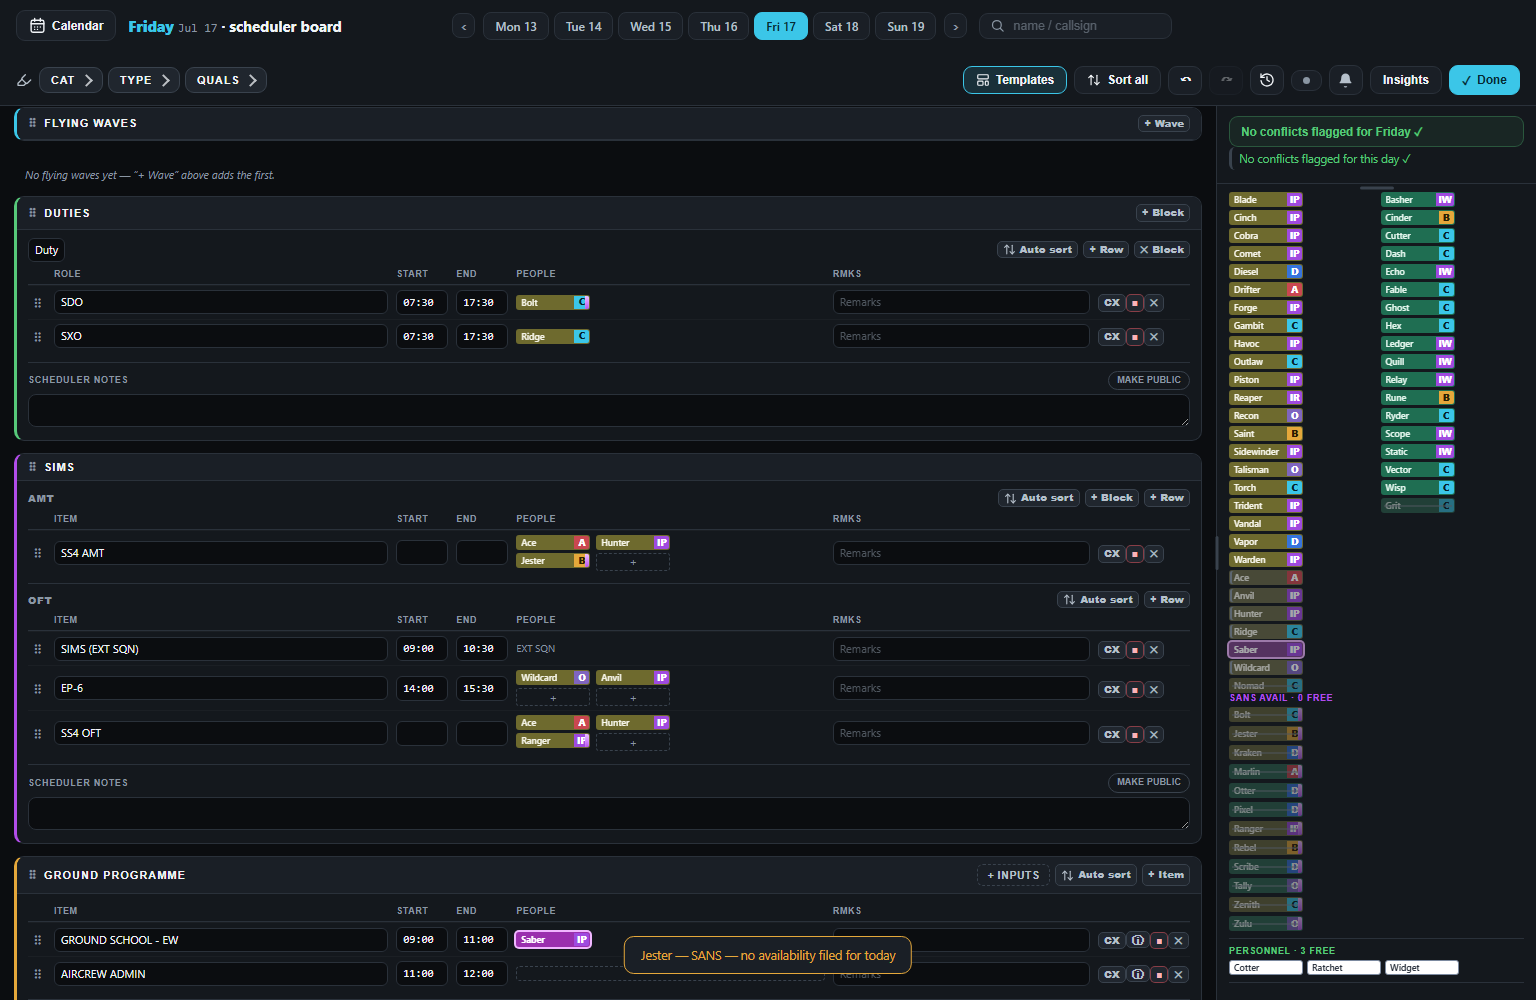 Calendar
Friday Jul 17 · scheduler board
‹ Mon 13 Tue 14 Wed 15 Thu 16 Fri 17 Sat 18 Sun 19 ›
name / callsign
CAT TYPE QUALS
Templates Sort all Insights ✓ Done
FLYING WAVES + Wave
No flying waves yet — "+ Wave" above adds the first.
DUTIES + Block
Duty Auto sort + Row ✕ Block
ROLE START END PEOPLE RMKS
SDO 07:30 17:30 Bolt C Remarks CX ✕
SXO 07:30 17:30 Ridge C Remarks CX ✕
SCHEDULER NOTES MAKE PUBLIC
SIMS
AMT Auto sort + Block + Row
ITEM START END PEOPLE RMKS
SS4 AMT Ace A Hunter IP Remarks CX ✕
Jester B +
OFT Auto sort + Row
ITEM START END PEOPLE RMKS
SIMS (EXT SQN) 09:00 10:30 EXT SQN Remarks CX ✕
EP-6 14:00 15:30 Wildcard O Anvil IP Remarks CX ✕
+ +
SS4 OFT Ace A Hunter IP Remarks CX ✕
Ranger IP +
SCHEDULER NOTES MAKE PUBLIC
GROUND PROGRAMME + INPUTS Auto sort + Item
ITEM START END PEOPLE RMKS
GROUND SCHOOL - EW 09:00 11:00 Saber IP CX ✕
AIRCREW ADMIN 11:00 12:00 Remarks CX ✕
Jester — SANS — no availability filed for today
No conflicts flagged for Friday ✓
No conflicts flagged for this day ✓
Blade IP Basher IW
Cinch IP Cinder B
Cobra IP Cutter C
Comet IP Dash C
Diesel D Echo IW
Drifter A Fable C
Forge IP Ghost C
Gambit C Hex C
Havoc IP Ledger IW
Outlaw C Quill IW
Piston IP Relay IW
Reaper IR Rune B
Recon O Ryder C
Saint B Scope IW
Sidewinder IP Static IW
Talisman O Vector C
Torch C Wisp C
Trident IP Grit C
Vandal IP
Vapor D
Warden IP
Ace A
Anvil IP
Hunter IP
Ridge C
Saber IP
Wildcard O
Nomad C
SANS AVAIL · 0 FREE
Bolt C
Jester B
Kraken D
Marlin A
Otter D
Pixel D
Ranger IP
Rebel B
Scribe D
Tally O
Zenith C
Zulu O
PERSONNEL · 3 FREE
Cotter Ratchet Widget